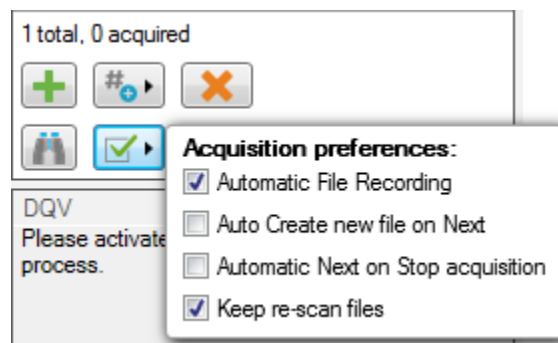 1 total, 0 acquired
#
Acquisition preferences:
Automatic File Recording
Auto Create new file on Next
Automatic Next on Stop acquisition
Keep re-scan files
DQV
Please activate
process.